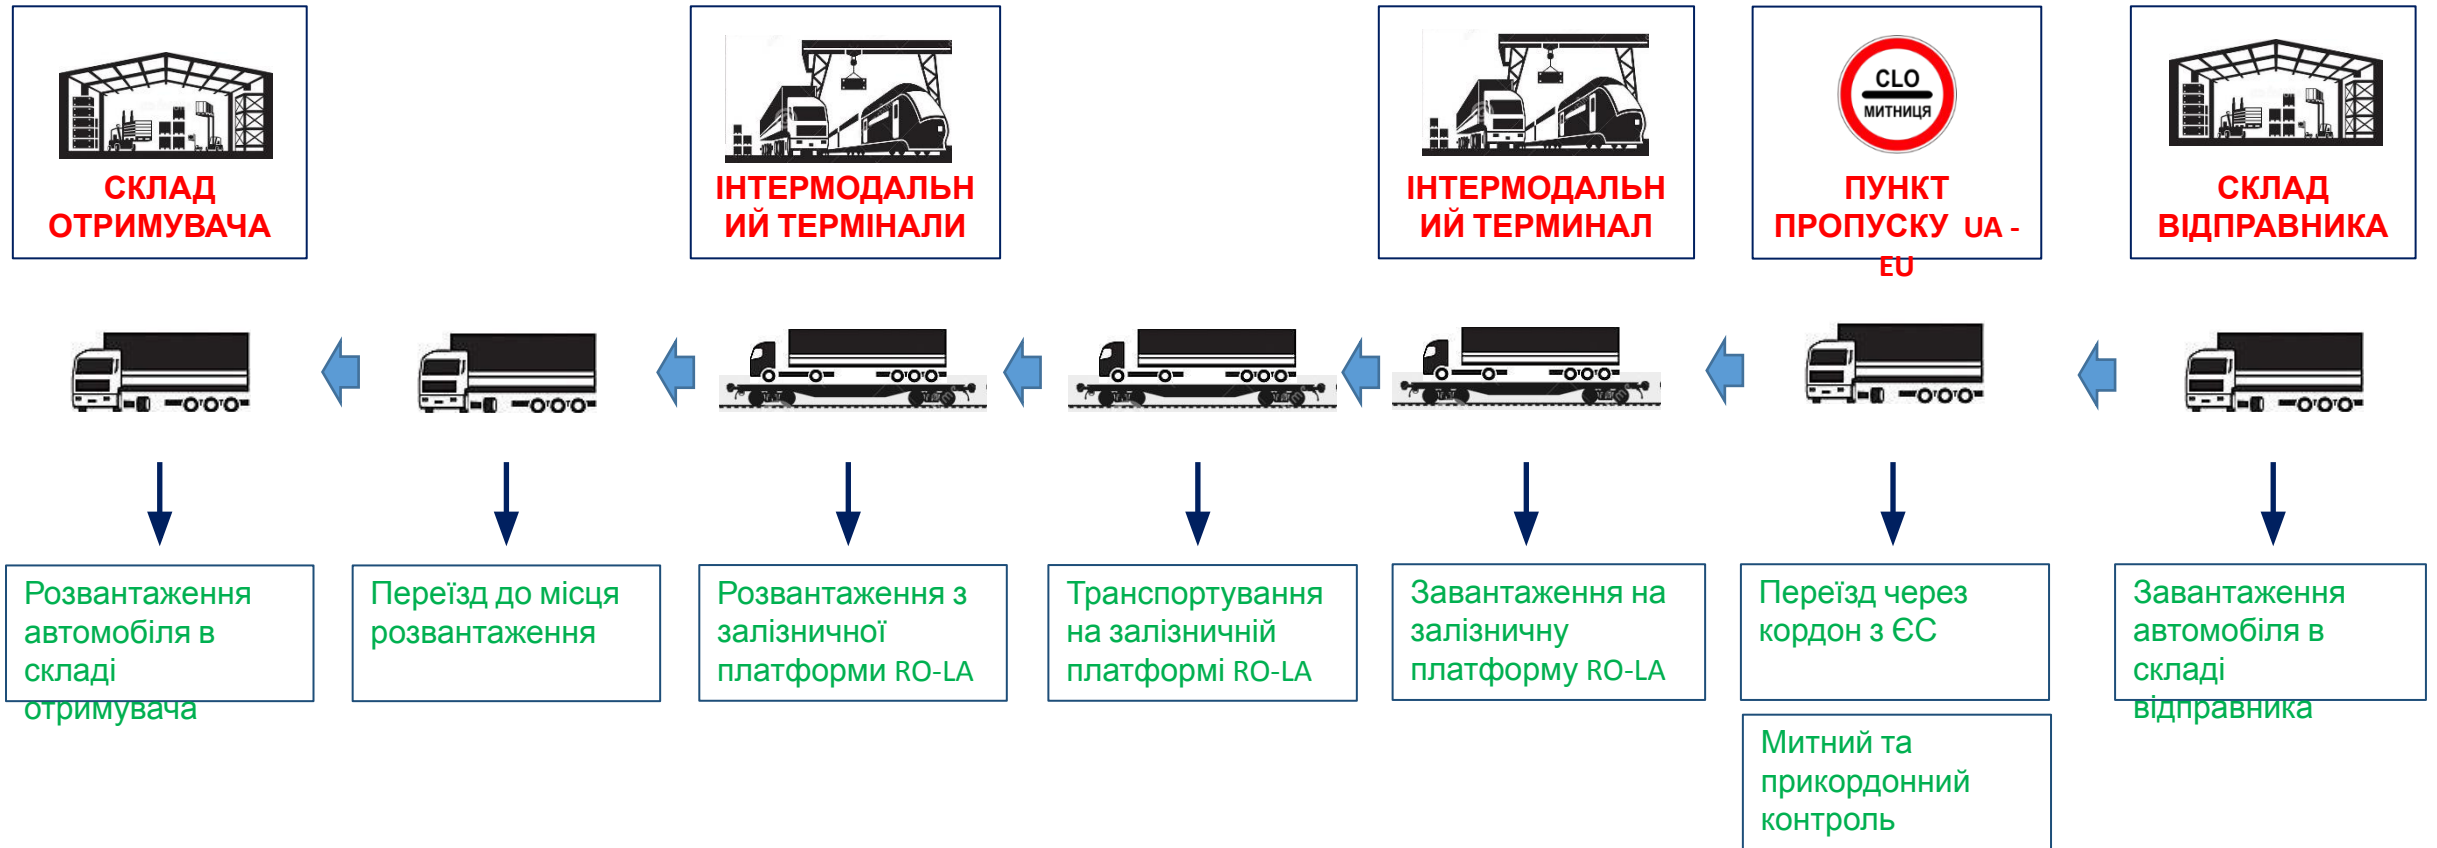 СКЛАД
ОТРИМУВАЧА
ІНТЕРМОДАЛЬН
ИЙ ТЕРМІНАЛИ
ІНТЕРМОДАЛЬН
ИЙ ТЕРМИНАЛ
CLO
МИТНИЦЯ
ПУНКТ
ПРОПУСКУ UA -
EU
СКЛАД
ВІДПРАВНИКА
Розвантаження
автомобіля в
складі
отримувача
Переїзд до місця
розвантаження
Розвантаження з
залізничної
платформи RO-LA
Транспортування
на залізничній
платформі RO-LA
Завантаження на
залізничну
платформу RO-LA
Переїзд через
кордон з ЄС
Митний та
прикордонний
контроль
Завантаження
автомобіля в
складі
відправника